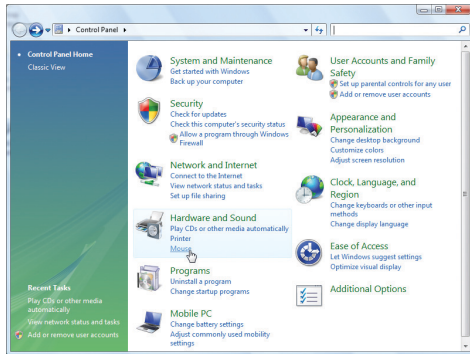 Control Panel
Control Panel Home
Classic View
System and Maintenance
Get started with Windows
Back up your computer
Security
Check for updates
Check this computer's security status
Allow a program through Windows
Firewall
Network and Internet
Connect to the Internet
View network status and tasks
Set up file sharing
Hardware and Sound
Play CDs or other media automatically
Printer
Mouse
Programs
Uninstall a program
Change startup programs
Mobile PC
Change battery settings
Adjust commonly used mobility
settings
User Accounts and Family
Safety
Set up parental controls for any user
Add or remove user accounts
Appearance and
Personalization
Change desktop background
Customize colors
Adjust screen resolution
Clock, Language, and
Region
Change keyboards or other input
methods
Change display language
Ease of Access
Let Windows suggest settings
Optimize visual display
Additional Options
Recent Tasks
Play CDs or other media
automatically
View network status and tasks
Add or remove user accounts